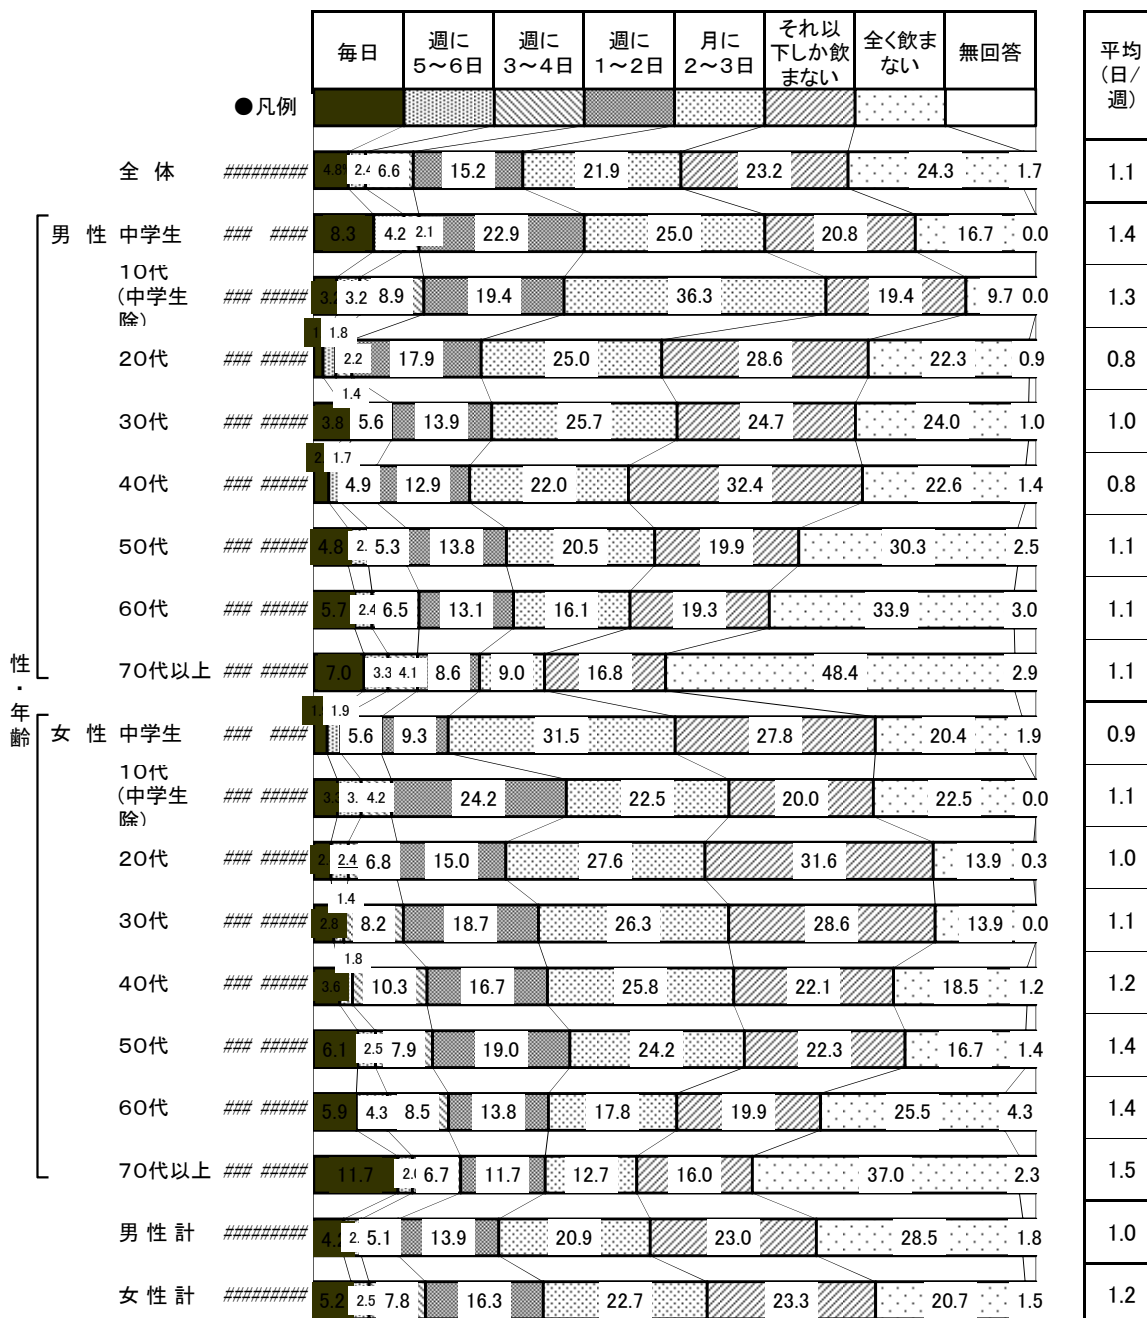 毎日 週に5～6日 週に3～4日 週に1～2日 月に2～3日 それ以下しか飲まない 全く飲まない 無回答 平均(日/週)
●凡例
全 体 ######### 4.8 2.4 6.6 15.2 21.9 23.2 24.3 1.7 1.1
男 性 中学生 ### #### 8.3 4.2 2.1 22.9 25.0 20.8 16.7 0.0 1.4
10代(中学生除) ### ##### 3.2 3.2 8.9 19.4 36.3 19.4 9.7 0.0 1.3
20代 ### ##### 1.8 2.2 17.9 25.0 28.6 22.3 0.9 0.8
30代 ### ##### 3.8 1.4 5.6 13.9 25.7 24.7 24.0 1.0 1.0
40代 ### ##### 1.7 4.9 12.9 22.0 32.4 22.6 1.4 0.8
50代 ### ##### 4.8 2. 5.3 13.8 20.5 19.9 30.3 2.5 1.1
60代 ### ##### 5.7 2.4 6.5 13.1 16.1 19.3 33.9 3.0 1.1
70代以上 ### ##### 7.0 3.3 4.1 8.6 9.0 16.8 48.4 2.9 1.1
性・年齢
女 性 中学生 ### #### 1. 1.9 5.6 9.3 31.5 27.8 20.4 1.9 0.9
10代(中学生除) ### ##### 3.3 3. 4.2 24.2 22.5 20.0 22.5 0.0 1.1
20代 ### ##### 2. 2.4 6.8 15.0 27.6 31.6 13.9 0.3 1.0
30代 ### ##### 2.8 1.4 8.2 18.7 26.3 28.6 13.9 0.0 1.1
40代 ### ##### 3.6 1.8 10.3 16.7 25.8 22.1 18.5 1.2 1.2
50代 ### ##### 6.1 2.5 7.9 19.0 24.2 22.3 16.7 1.4 1.4
60代 ### ##### 5.9 4.3 8.5 13.8 17.8 19.9 25.5 4.3 1.4
70代以上 ### ##### 11.7 2.0 6.7 11.7 12.7 16.0 37.0 2.3 1.5
男 性 計 ######### 4.2 2. 5.1 13.9 20.9 23.0 28.5 1.8 1.0
女 性 計 ######### 5.2 2.5 7.8 16.3 22.7 23.3 20.7 1.5 1.2